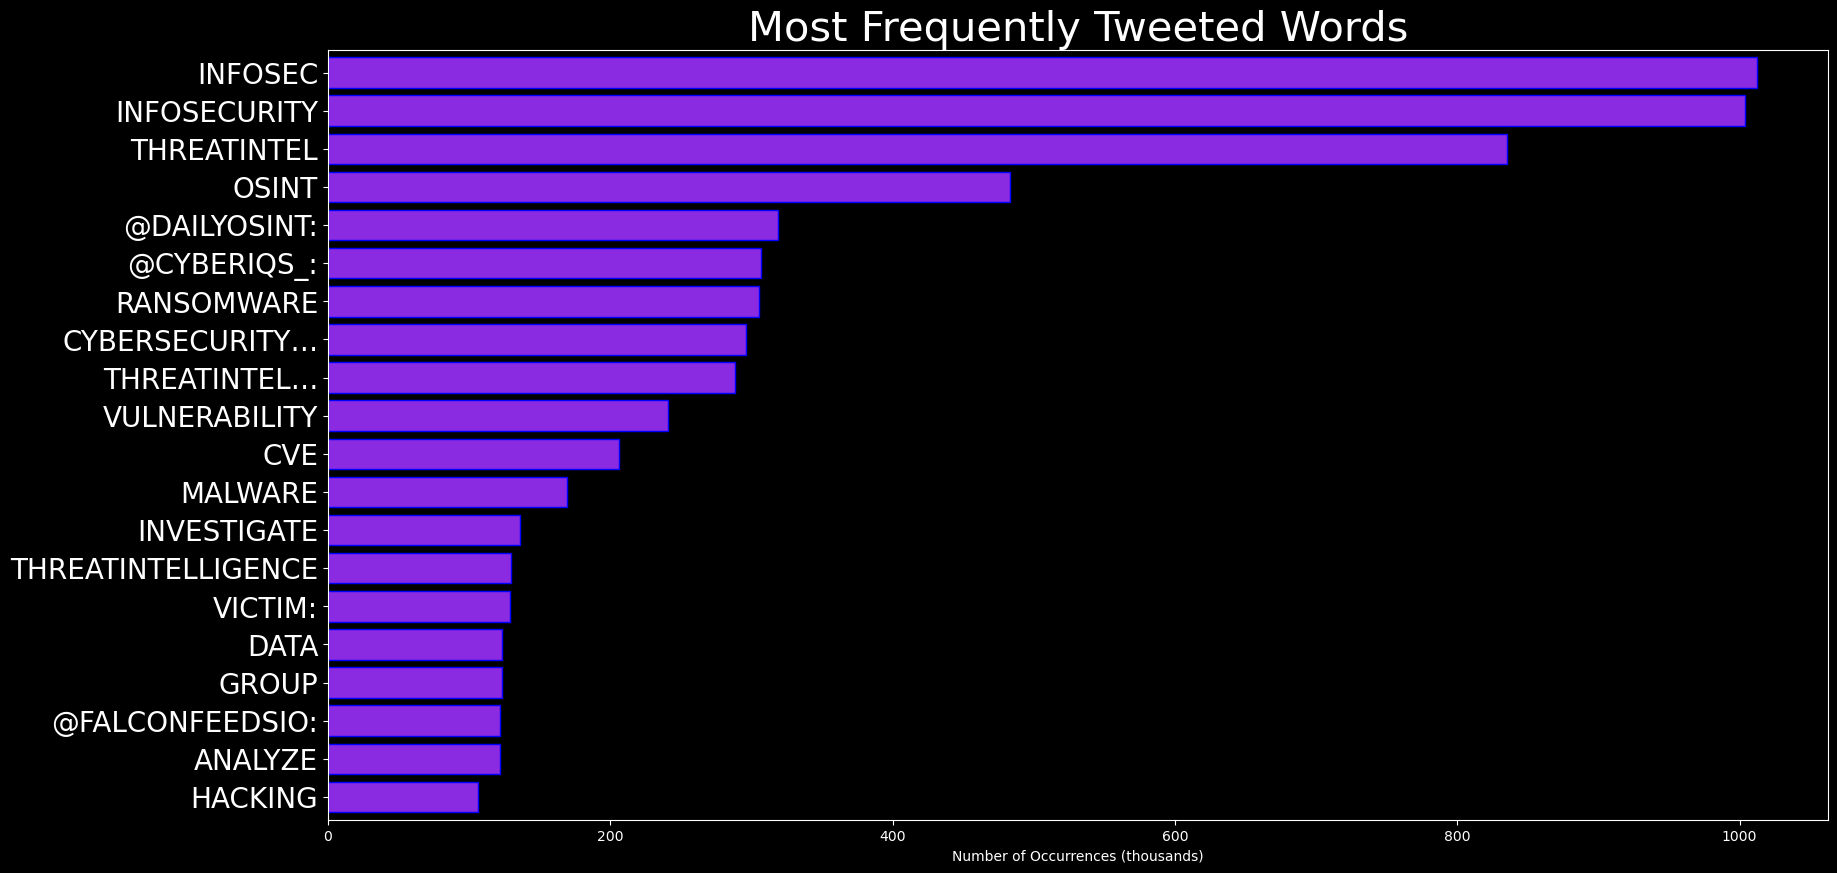 Most Frequently Tweeted Words
INFOSEC
INFOSECURITY
THREATINTEL
OSINT
@DAILYOSINT:
@CYBERIQS_:
RANSOMWARE
CYBERSECURITY…
THREATINTEL…
VULNERABILITY
CVE
MALWARE
INVESTIGATE
THREATINTELLIGENCE
VICTIM:
DATA
GROUP
@FALCONFEEDSIO:
ANALYZE
HACKING
0 200 400 600 800 1000
Number of Occurrences (thousands)